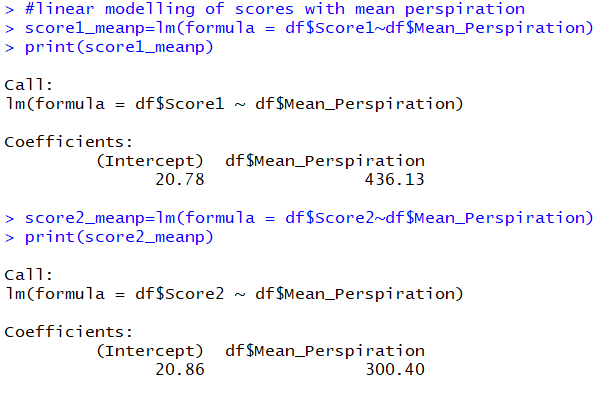 > #linear modelling of scores with mean perspiration
> score1_meanp=lm(formula = df$Score1~df$Mean_Perspiration)
> print(score1_meanp)
Call:
lm(formula = df$Score1 ~ df$Mean_Perspiration)
Coefficients:
(Intercept)  df$Mean_Perspiration
20.78                436.13
> score2_meanp=lm(formula = df$Score2~df$Mean_Perspiration)
> print(score2_meanp)
Call:
lm(formula = df$Score2 ~ df$Mean_Perspiration)
Coefficients:
(Intercept)  df$Mean_Perspiration
20.86                300.40